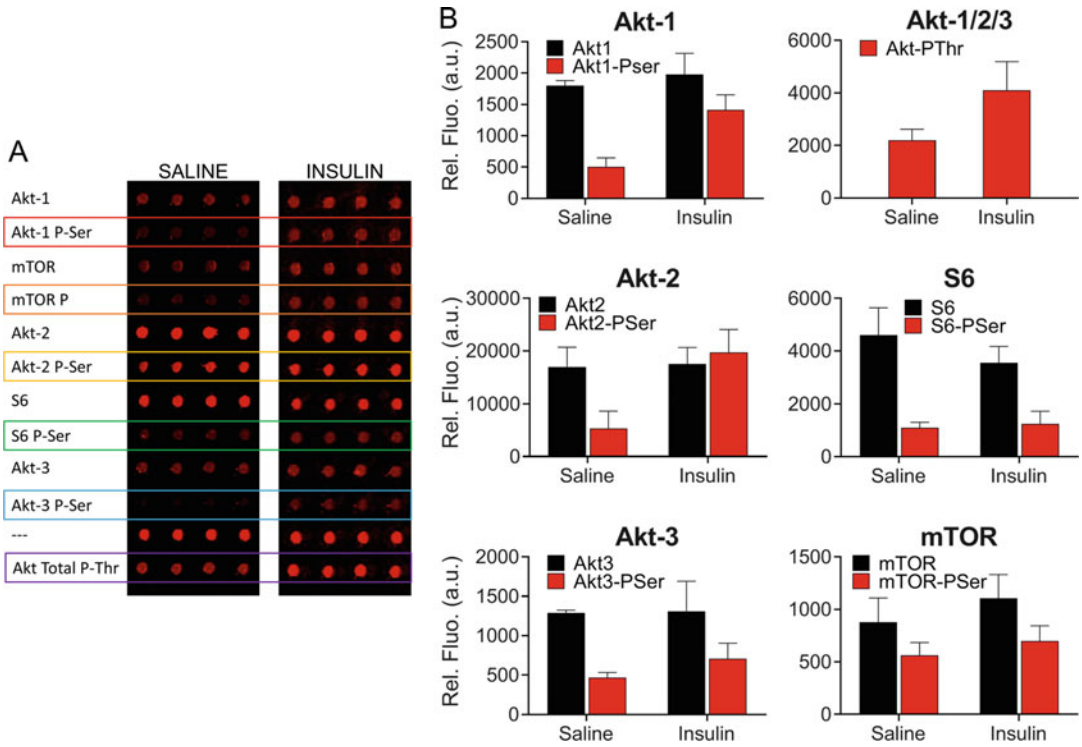 A
SALINE INSULIN
Akt-1
Akt-1 P-Ser
mTOR
mTOR P
Akt-2
Akt-2 P-Ser
S6
S6 P-Ser
Akt-3
Akt-3 P-Ser
---
Akt Total P-Thr
B
Akt-1
Rel. Fluo. (a.u.)
2500
2000
1500
1000
500
0
Akt1
Akt1-Pser
Saline Insulin
Akt-1/2/3
6000
4000
2000
0
Akt-PThr
Saline Insulin
Akt-2
Rel. Fluo. (a.u.)
30000
20000
10000
0
Akt2
Akt2-PSer
Saline Insulin
S6
6000
4000
2000
0
S6
S6-PSer
Saline Insulin
Akt-3
Rel. Fluo. (a.u.)
1500
1000
500
0
Akt3
Akt3-PSer
Saline Insulin
mTOR
1500
1000
500
0
mTOR
mTOR-PSer
Saline Insulin